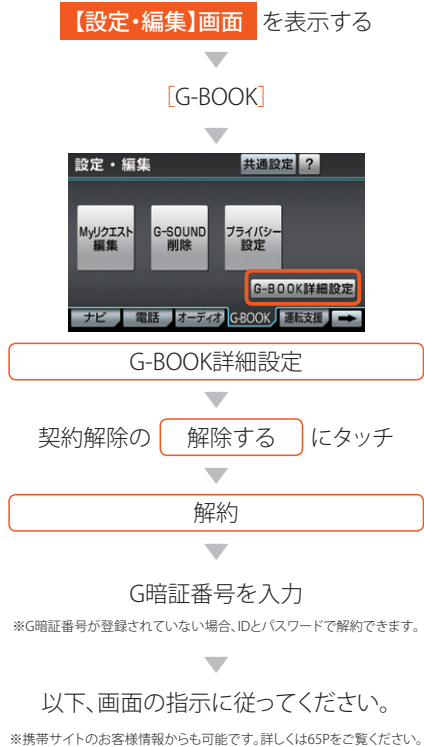 【設定・編集】画面 を表示する
[G-BOOK]
設定・編集 共通設定 ?
Myリクエスト編集 G-SOUND削除 プライバシー設定
G-BOOK詳細設定
ナビ 電話 オーディオ G-BOOK 運転支援
G-BOOK詳細設定
契約解除の 解除する にタッチ
解約
G暗証番号を入力
※G暗証番号が登録されていない場合、IDとパスワードで解約できます。
以下、画面の指示に従ってください。
※携帯サイトのお客様情報からも可能です。詳しくは65Pをご覧ください。